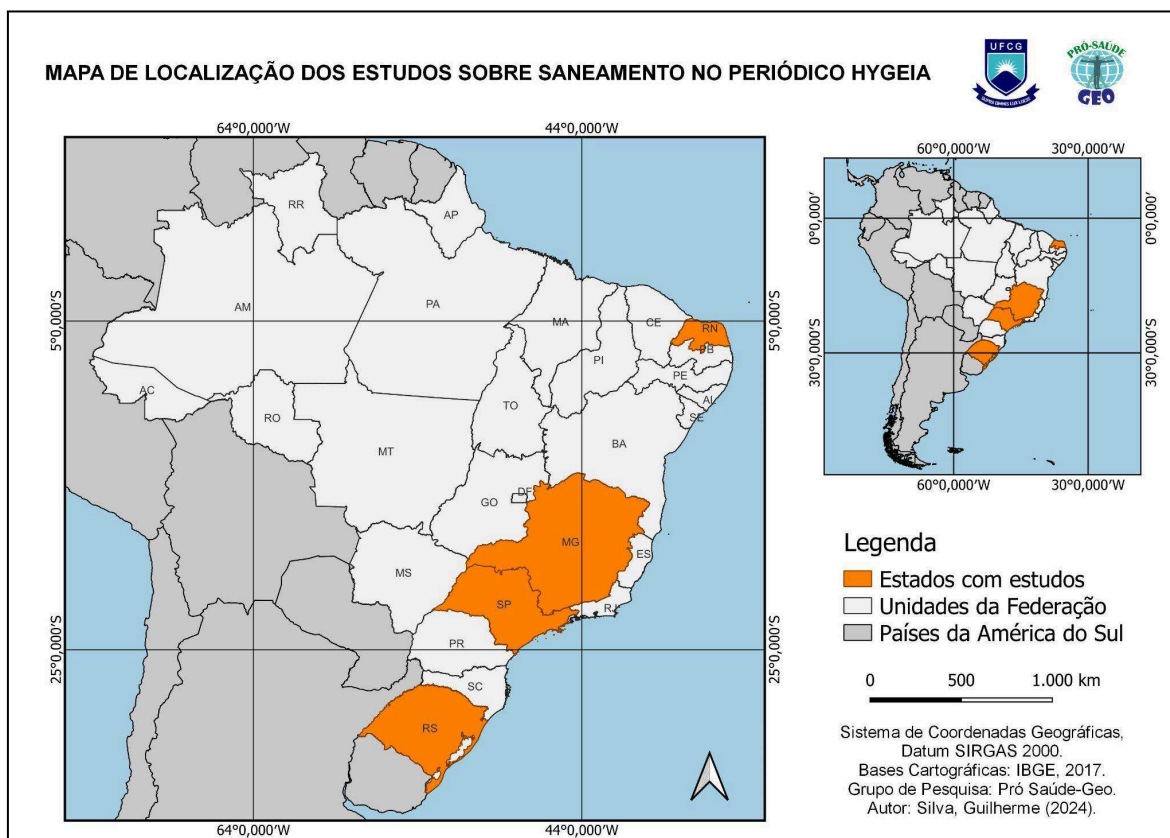 MAPA DE LOCALIZAÇÃO DOS ESTUDOS SOBRE SANEAMENTO NO PERIÓDICO HYGEIA
UFCG
PRÓ-SAÚDE
GEO
64°0,000'W
44°0,000'W
5°0,000'S
25°0,000'S
RR
AP
AM
PA
MA
CE
RN
PB
PI
PE
AL
SE
AC
RO
TO
BA
MT
DF
GO
MG
ES
MS
SP
RJ
PR
SC
RS
5°0,000'S
25°0,000'S
64°0,000'W
44°0,000'W
60°0,000'W
30°0,000'W
0°0,000'
30°0,000'S
0°0,000'
30°0,000'S
60°0,000'W
30°0,000'W
Legenda
Estados com estudos
Unidades da Federação
Países da América do Sul
0 500 1.000 km
Sistema de Coordenadas Geográficas,
Datum SIRGAS 2000.
Bases Cartográficas: IBGE, 2017.
Grupo de Pesquisa: Pró Saúde-Geo.
Autor: Silva, Guilherme (2024).